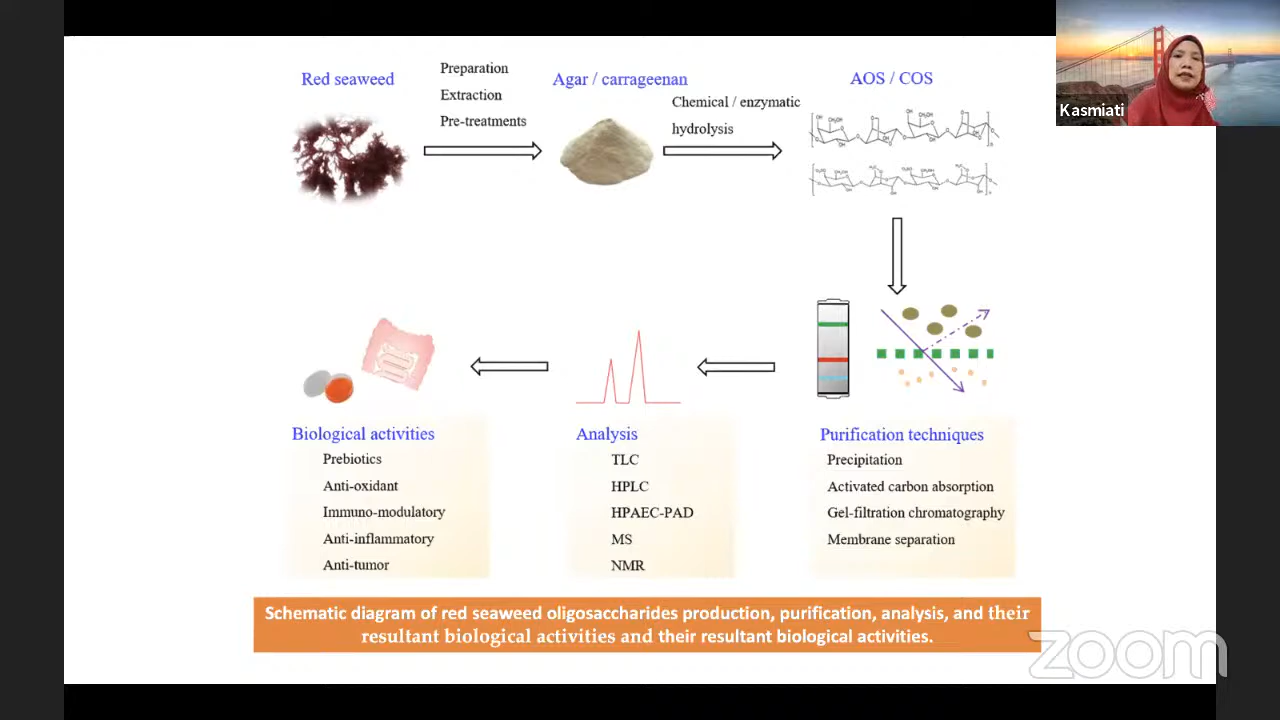 Red seaweed
Preparation
Extraction
Pre-treatments
Agar / carrageenan
Chemical / enzymatic
hydrolysis
AOS / COS
Kasmiati
Biological activities
Prebiotics
Anti-oxidant
Immuno-modulatory
Anti-inflammatory
Anti-tumor
Analysis
TLC
HPLC
HPAEC-PAD
MS
NMR
Purification techniques
Precipitation
Activated carbon absorption
Gel-filtration chromatography
Membrane separation
Schematic diagram of red seaweed oligosaccharides production, purification, analysis, and their
resultant biological activities and their resultant biological activities.
zoom